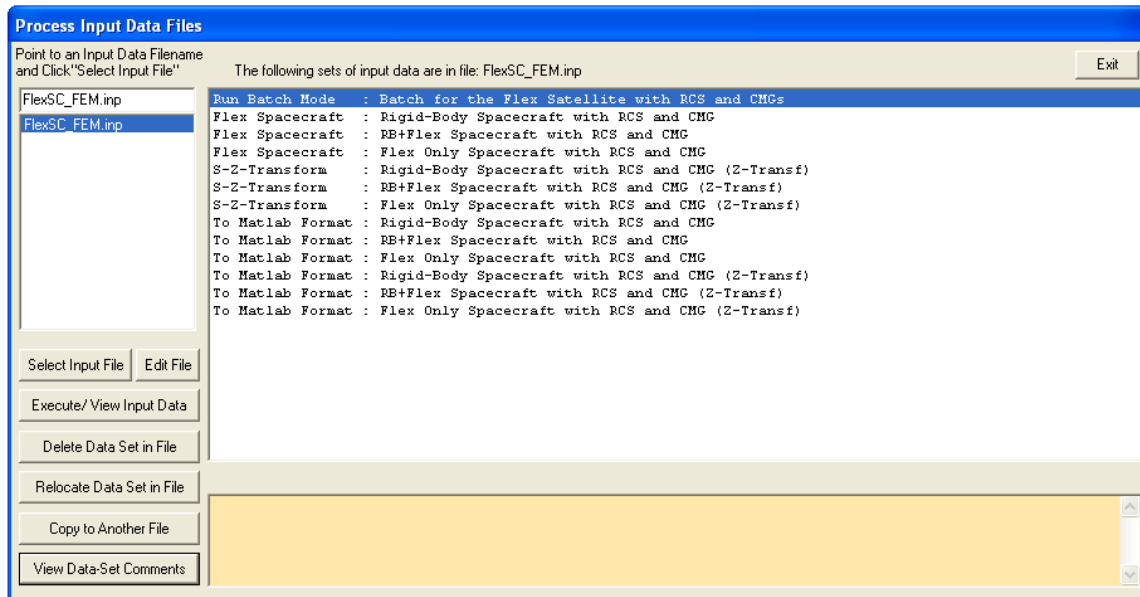 Process Input Data Files
Point to an Input Data Filename
and Click"Select Input File"
The following sets of input data are in file: FlexSC_FEM.inp
Exit
FlexSC_FEM.inp
FlexSC_FEM.inp
Run Batch Mode : Batch for the Flex Satellite with RCS and CMGs
Flex Spacecraft : Rigid-Body Spacecraft with RCS and CMG
Flex Spacecraft : RB+Flex Spacecraft with RCS and CMG
Flex Spacecraft : Flex Only Spacecraft with RCS and CMG
S-Z-Transform : Rigid-Body Spacecraft with RCS and CMG (Z-Transf)
S-Z-Transform : RB+Flex Spacecraft with RCS and CMG (Z-Transf)
S-Z-Transform : Flex Only Spacecraft with RCS and CMG (Z-Transf)
To Matlab Format : Rigid-Body Spacecraft with RCS and CMG
To Matlab Format : RB+Flex Spacecraft with RCS and CMG
To Matlab Format : Flex Only Spacecraft with RCS and CMG
To Matlab Format : Rigid-Body Spacecraft with RCS and CMG (Z-Transf)
To Matlab Format : RB+Flex Spacecraft with RCS and CMG (Z-Transf)
To Matlab Format : Flex Only Spacecraft with RCS and CMG (Z-Transf)
Select Input File
Edit File
Execute/ View Input Data
Delete Data Set in File
Relocate Data Set in File
Copy to Another File
View Data-Set Comments